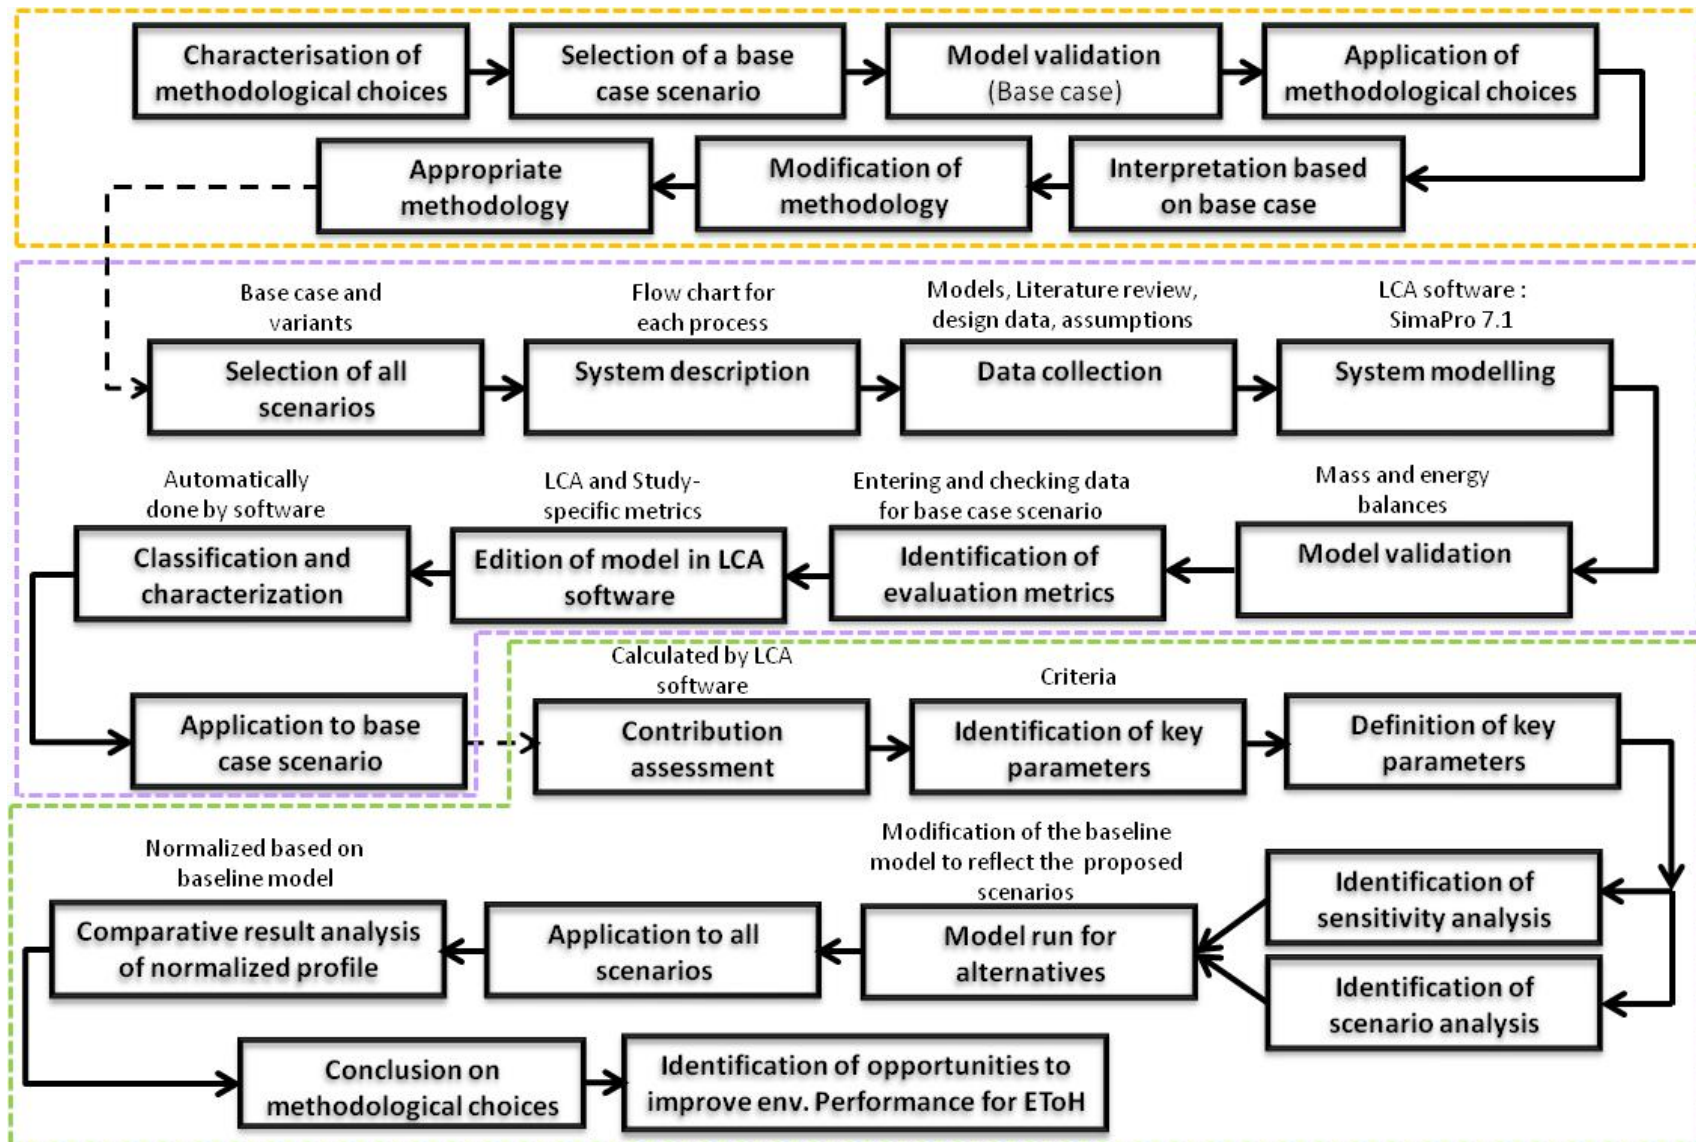 Characterisation of
methodological choices
Selection of a base
case scenario
Model validation
(Base case)
Application of
methodological choices
Interpretation based
on base case
Modification of
methodology
Appropriate
methodology
Base case and
variants
Selection of all
scenarios
Flow chart for
each process
System description
Models, Literature review,
design data, assumptions
Data collection
LCA software :
SimaPro 7.1
System modelling
Mass and energy
balances
Model validation
Entering and checking data
for base case scenario
Identification of
evaluation metrics
LCA and Study-
specific metrics
Edition of model in LCA
software
Automatically
done by software
Classification and
characterization
Application to base
case scenario
Calculated by LCA
software
Contribution
assessment
Criteria
Identification of key
parameters
Definition of key
parameters
Identification of
sensitivity analysis
Identification of
scenario analysis
Modification of the baseline
model to reflect the proposed
scenarios
Model run for
alternatives
Application to all
scenarios
Normalized based on
baseline model
Comparative result analysis
of normalized profile
Conclusion on
methodological choices
Identification of opportunities to
improve env. Performance for EToH